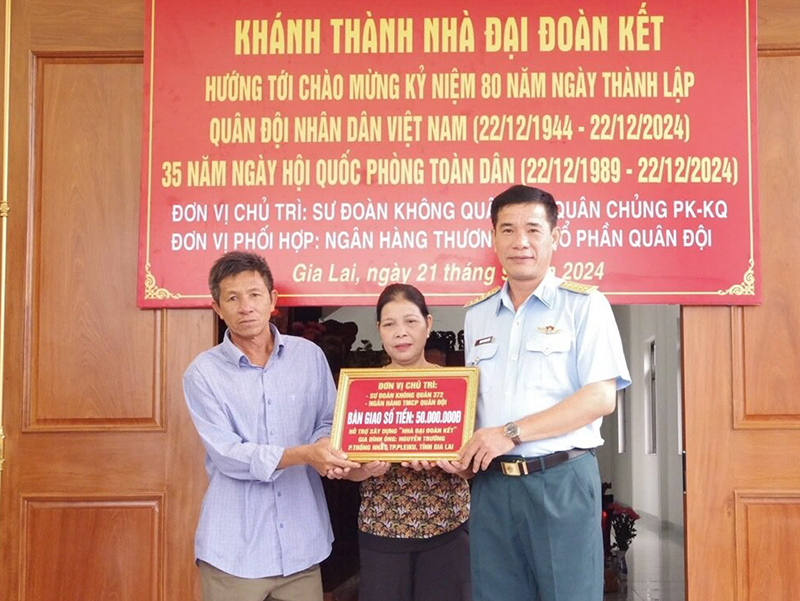 KHÁNH THÀNH NHÀ ĐẠI ĐOÀN KẾT
HƯỚNG TỚI CHÀO MỪNG KỶ NIỆM 80 NĂM NGÀY THÀNH LẬP
QUÂN ĐỘI NHÂN DÂN VIỆT NAM (22/12/1944 - 22/12/2024)
35 NĂM NGÀY HỘI QUỐC PHÒNG TOÀN DÂN (22/12/1989 - 22/12/2024)
ĐƠN VỊ CHỦ TRÌ: SƯ ĐOÀN KHÔNG QUÂN QUÂN CHỦNG PK-KQ
ĐƠN VỊ PHỐI HỢP: NGÂN HÀNG THƯƠNG CỔ PHẦN QUÂN ĐỘI
Gia Lai, ngày 21 tháng 2024
ĐƠN VỊ CHỦ TRÌ:
- SƯ ĐOÀN KHÔNG QUÂN 372
- NGÂN HÀNG TMCP QUÂN ĐỘI
BÀN GIAO SỐ TIỀN: 50.000.000Đ
HỖ TRỢ XÂY DỰNG "NHÀ ĐẠI ĐOÀN KẾT"
GIA ĐÌNH ÔNG: NGUYỄN TRƯỜNG
P.THỐNG NHẤT, TP.PLEIKU, TỈNH GIA LAI